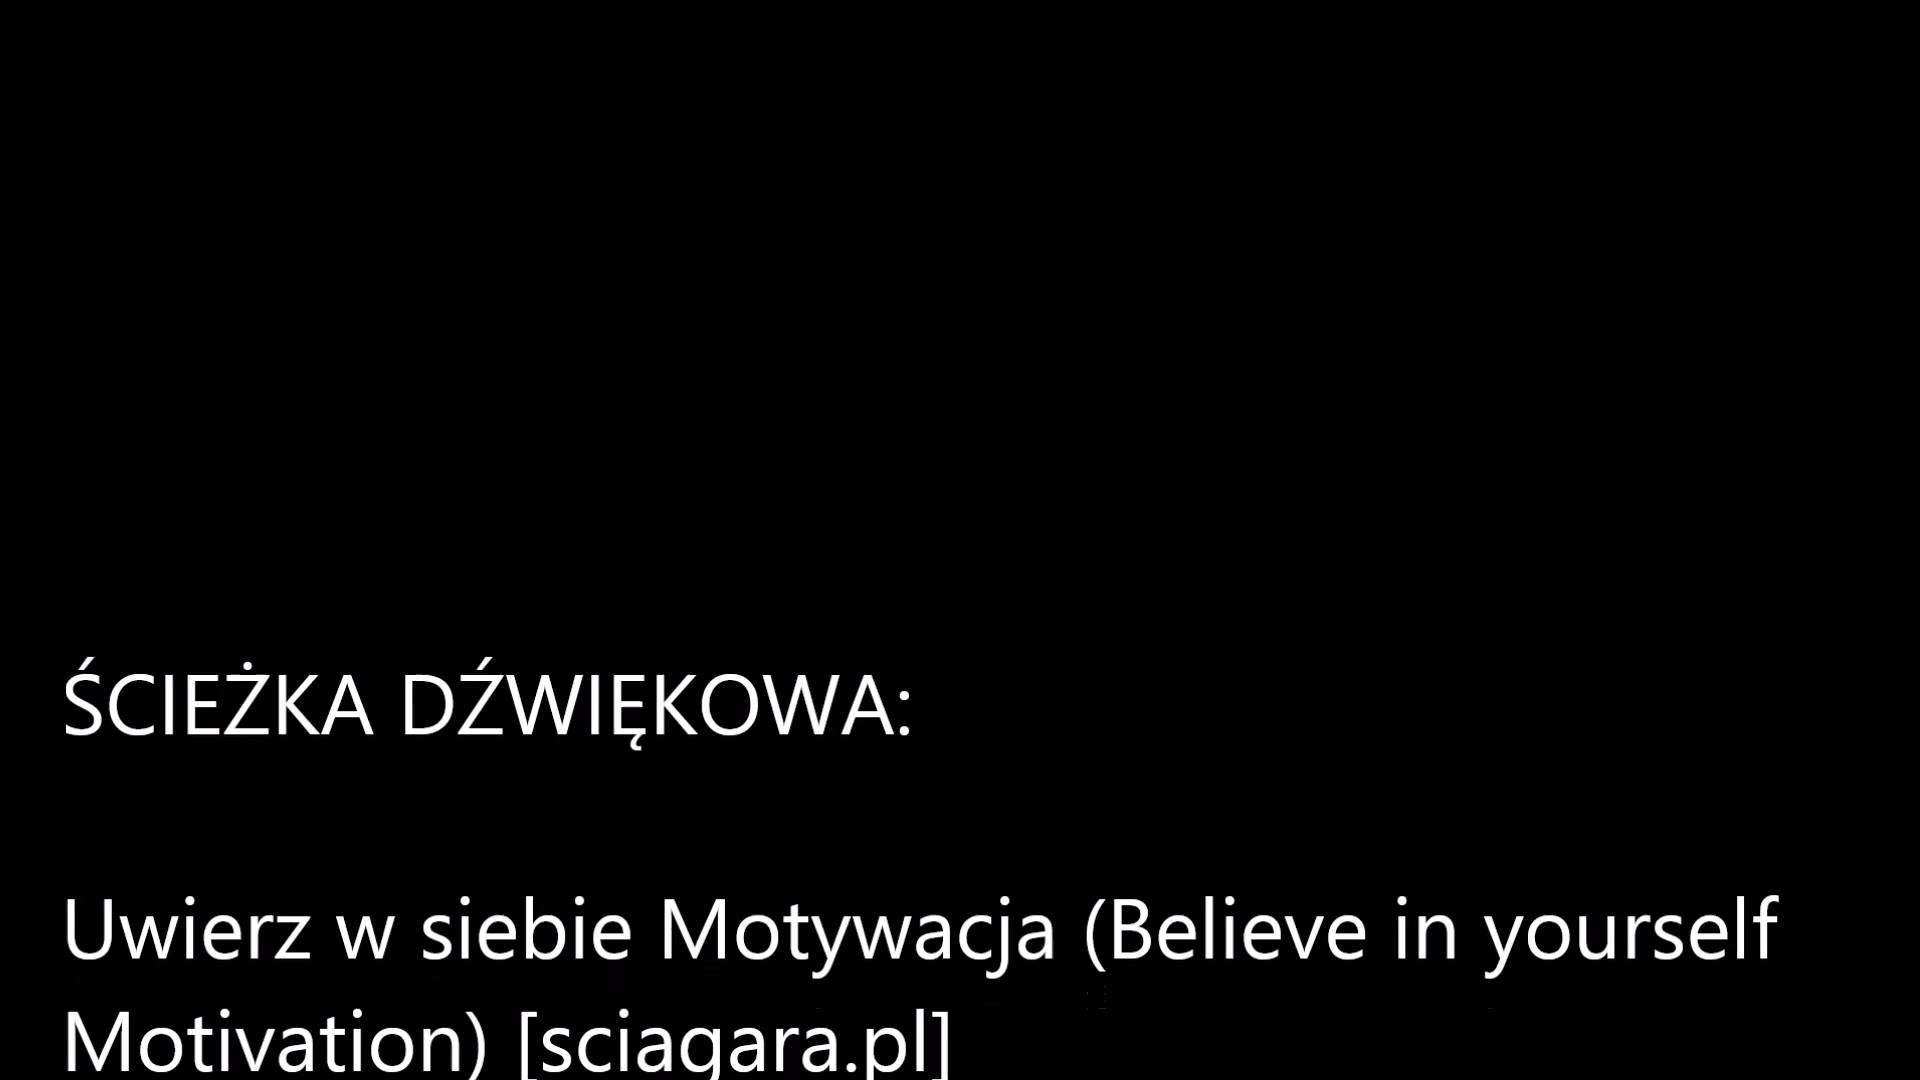 ŚCIEŻKA DŹWIĘKOWA:
Uwierz w siebie Motywacja (Believe in yourself
Motivation) [sciagara.pl]